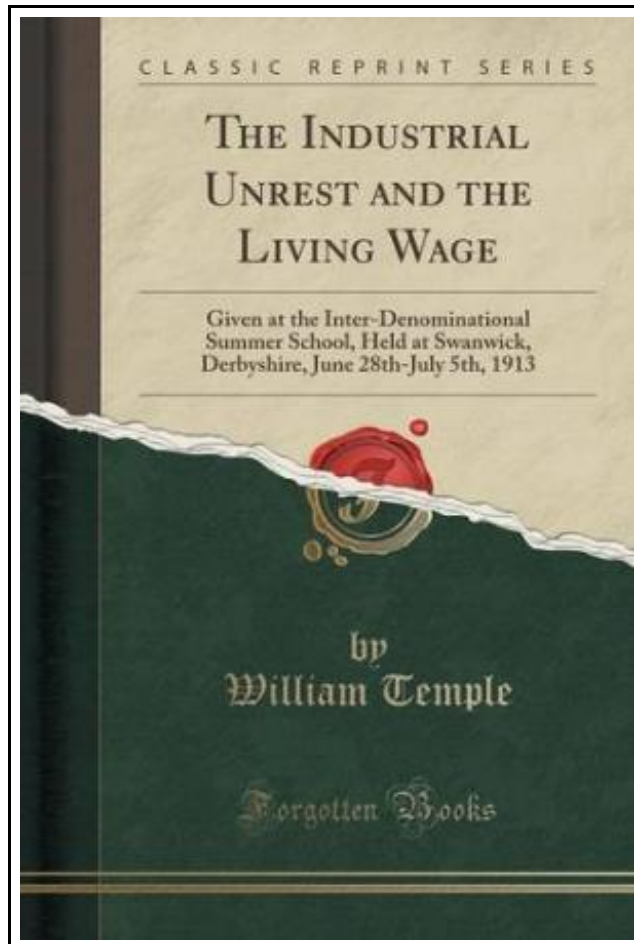 CLASSIC REPRINT SERIES
THE INDUSTRIAL
UNREST AND THE
LIVING WAGE
Given at the Inter-Denominational
Summer School, Held at Swanwick,
Derbyshire, June 28th-July 5th, 1913
by
William Temple
Forgotten Books